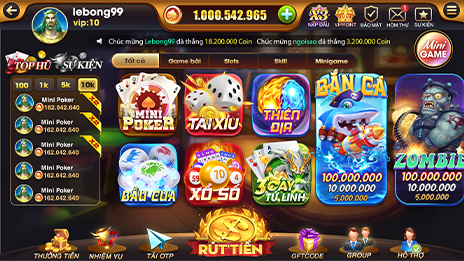 lebong99
vip:10
1.000.542.965
NẠP ĐẦU
VIPPOINT
BẢO MẬT
HÒM THƯ
SỰ KIỆN
Chúc mừng Lebong99 đã thắng 18.200.000 Coin
Chúc mừng ngoisao đã thắng 3.200.000 Coin
TOP HŨ
SỰ KIỆN
Tất cả
Game bài
Slots
Skill
Minigame
Mini
GAME
100
1k
5k
10k
Mini Poker
162.042.640
Mini Poker
162.042.640
Mini Poker
162.042.640
Mini Poker
162.042.640
Mini Poker
162.042.640
MINI
POKER
TÀI XỈU
THIÊN
ĐỊA
BẮN CÁ
100,000,000
10,000,000
5,000,000
ZOMBIE
100,000,000
10,000,000
5,000,000
BẦU CUA
XỔ SỐ
3 CÂY
TỨ LINH
THƯỞNG TIỀN
NHIỆM VỤ
TẢI OTP
RÚT TIỀN
GIFTCODE
GROUP
HỖ TRỢ